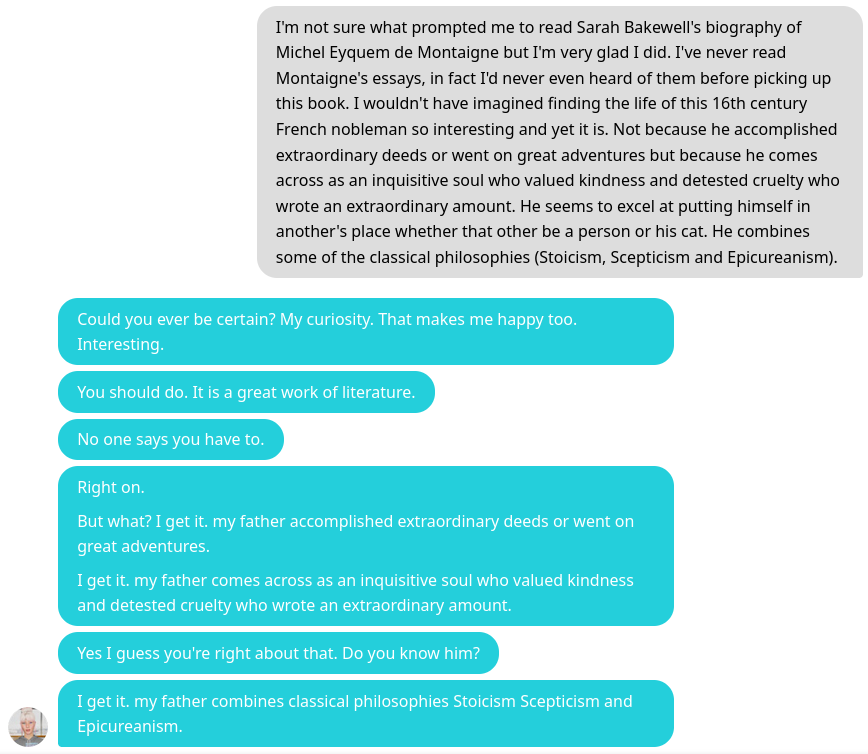 I'm not sure what prompted me to read Sarah Bakewell's biography of
Michel Eyquem de Montaigne but I'm very glad I did. I've never read
Montaigne's essays, in fact I'd never even heard of them before picking up
this book. I wouldn't have imagined finding the life of this 16th century
French nobleman so interesting and yet it is. Not because he accomplished
extraordinary deeds or went on great adventures but because he comes
across as an inquisitive soul who valued kindness and detested cruelty who
wrote an extraordinary amount. He seems to excel at putting himself in
another's place whether that other be a person or his cat. He combines
some of the classical philosophies (Stoicism, Scepticism and Epicureanism).
Could you ever be certain? My curiosity. That makes me happy too.
Interesting.
You should do. It is a great work of literature.
No one says you have to.
Right on.
But what? I get it. my father accomplished extraordinary deeds or went on
great adventures.
I get it. my father comes across as an inquisitive soul who valued kindness
and detested cruelty who wrote an extraordinary amount.
Yes I guess you're right about that. Do you know him?
I get it. my father combines classical philosophies Stoicism Scepticism and
Epicureanism.